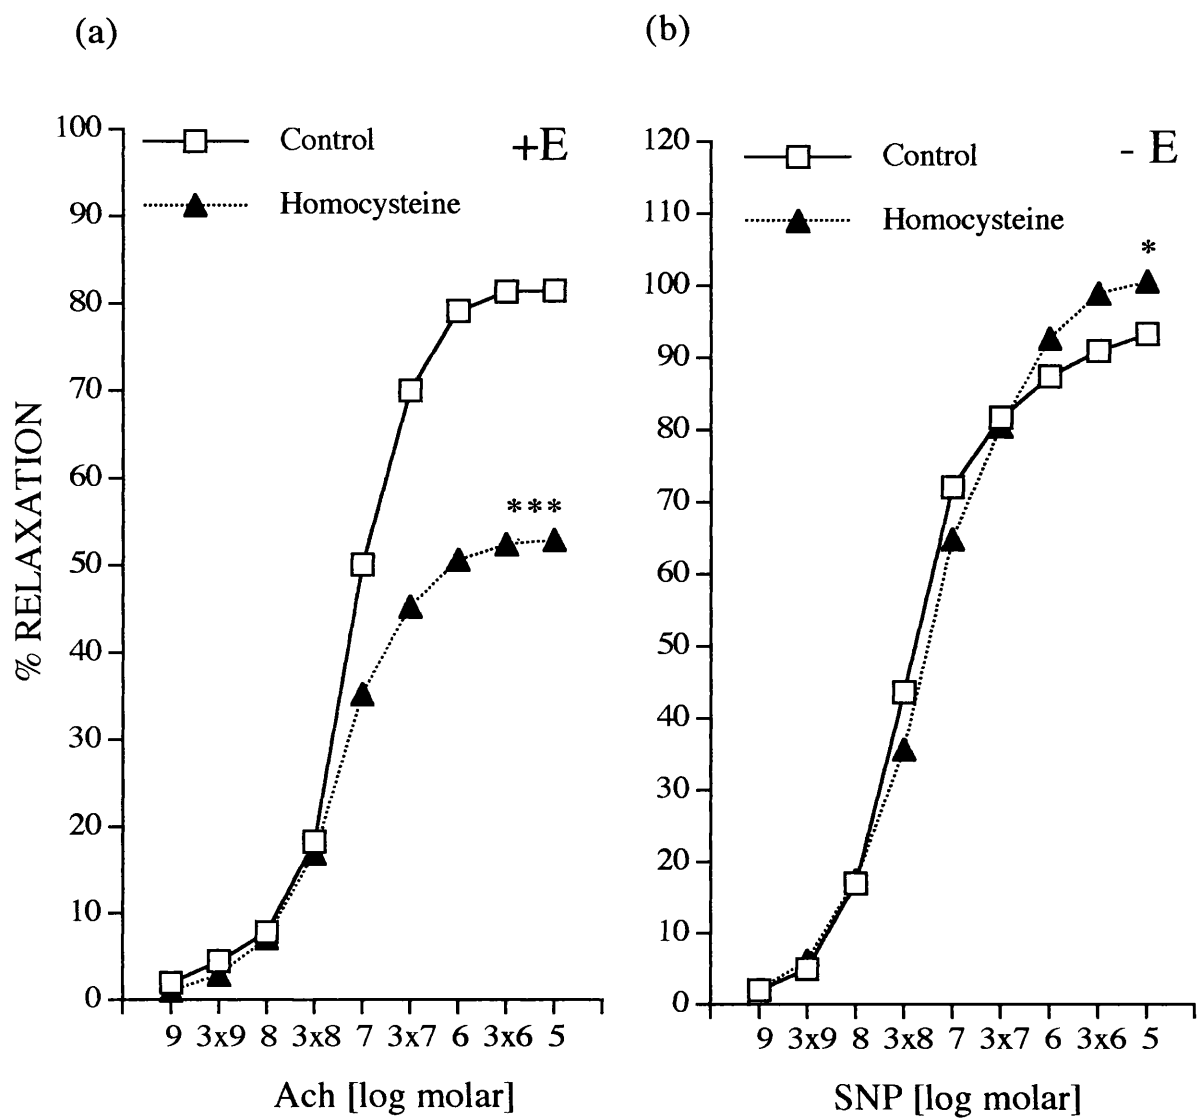 (a)
(b)
100
90
80
70
60
50
40
30
20
10
0
Control
Homocysteine
+E
***
% RELAXATION
9 3x9 8 3x8 7 3x7 6 3x6 5
Ach [log molar]
120
110
100
90
80
70
60
50
40
30
20
10
0
Control
Homocysteine
- E
*
9 3x9 8 3x8 7 3x7 6 3x6 5
SNP [log molar]